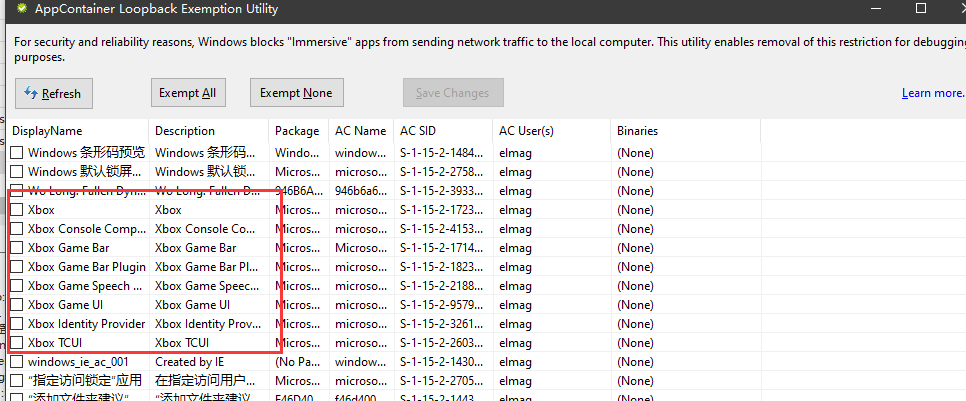 AppContainer Loopback Exemption Utility
For security and reliability reasons, Windows blocks "Immersive" apps from sending network traffic to the local computer. This utility enables removal of this restriction for debugging
purposes.
Refresh Exempt All Exempt None Save Changes Learn more.
DisplayName Description Package AC Name AC SID AC User(s) Binaries
Windows 条形码预览 Windows 条形码... Windo... window... S-1-15-2-1484... elmag (None)
Windows 默认锁屏... Windows 默认锁... Micros... microso... S-1-15-2-2758... elmag (None)
Wo Long: Fallen Dyn... Wo Long: Fallen D... 946B6A... 946b6a6... S-1-15-2-3933... elmag (None)
Xbox Xbox Micros... microso... S-1-15-2-1723... elmag (None)
Xbox Console Comp... Xbox Console Co... Micros... microso... S-1-15-2-4153... elmag (None)
Xbox Game Bar Xbox Game Bar Micros... Microso... S-1-15-2-1714... elmag (None)
Xbox Game Bar Plugin Xbox Game Bar Pl... Micros... microso... S-1-15-2-1823... elmag (None)
Xbox Game Speech ... Xbox Game Speec... Micros... microso... S-1-15-2-2188... elmag (None)
Xbox Game UI Xbox Game UI Micros... microso... S-1-15-2-9579... elmag (None)
Xbox Identity Provider Xbox Identity Prov... Micros... microso... S-1-15-2-3261... elmag (None)
Xbox TCUI Xbox TCUI Micros... microso... S-1-15-2-2603... elmag (None)
windows_ie_ac_001 Created by IE (No Pa... window... S-1-15-2-1430... elmag (None)
"指定访问锁定"应用 在指定访问用户... Micros... microso... S-1-15-2-2705... elmag (None)
"添加文件夹建议" "添加文件夹建议... F46D40... f46d400... S-1-15-2-1443... elmag (None)